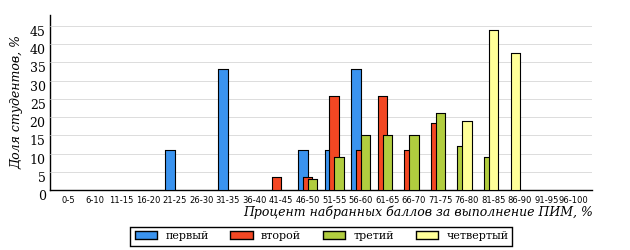 Доля студентов, %
45
40
35
30
25
20
15
10
5
0
0-5 6-10 11-15 16-20 21-25 26-30 31-35 36-40 41-45 46-50 51-55 56-60 61-65 66-70 71-75 76-80 81-85 86-90 91-95 96-100
Процент набранных баллов за выполнение ПИМ, %
первый второй третий четвертый